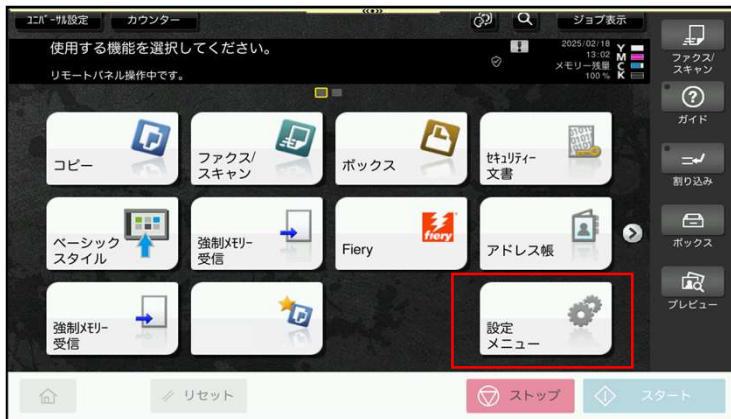 ﾕﾆﾊﾞｰｻﾙ設定
カウンター
ジョブ表示
使用する機能を選択してください。
リモートパネル操作中です。
2025/02/18
13:02
メモリー残量
100 %
Y
M
C
K
ファクス/
スキャン
ガイド
割り込み
ボックス
プレビュー
コピー
ファクス/
スキャン
ボックス
ｾｷｭﾘﾃｨｰ
文書
ベーシック
スタイル
強制ﾒﾓﾘｰ
受信
fiery
Fiery
アドレス帳
強制ﾒﾓﾘｰ
受信
設定
メニュー
リセット
ストップ
スタート